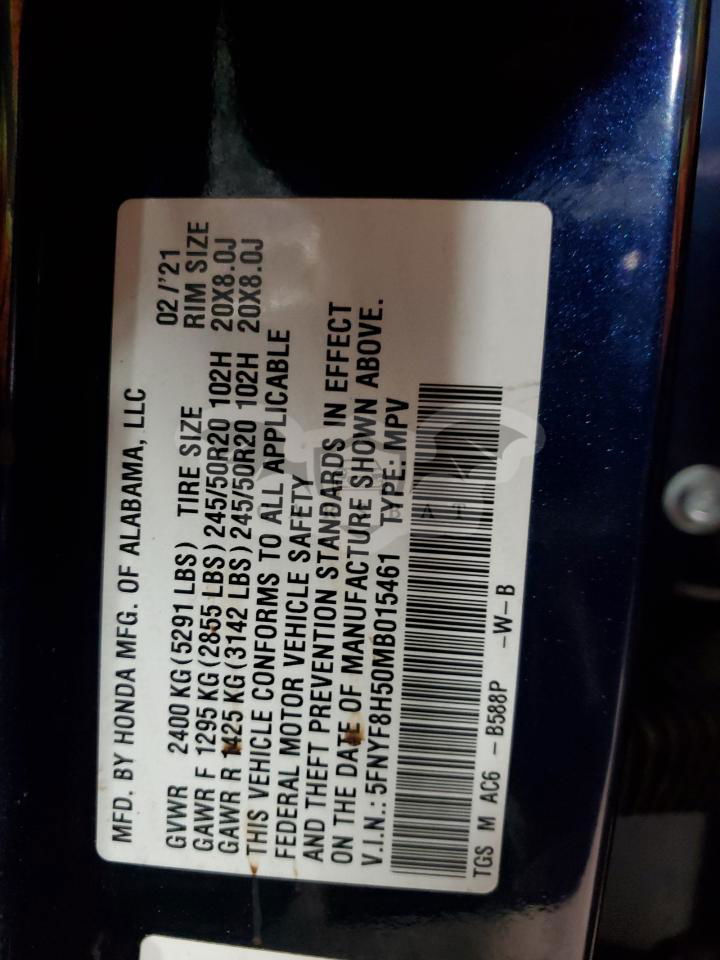 MFD. BY HONDA MFG. OF ALABAMA, LLC 02/'21
GVWR 2400 KG (5291 LBS) TIRE SIZE RIM SIZE
GAWR F 1295 KG (2855 LBS) 245/50R20 102H 20X8.0J
GAWR R 1425 KG (3142 LBS) 245/50R20 102H 20X8.0J
THIS VEHICLE CONFORMS TO ALL APPLICABLE
FEDERAL MOTOR VEHICLE SAFETY
AND THEFT PREVENTION STANDARDS IN EFFECT
ON THE DATE OF MANUFACTURE SHOWN ABOVE.
V.I.N.: 5FNYF8H50MB015461 TYPE: MPV
TGS M AC6 -B588P -W-B